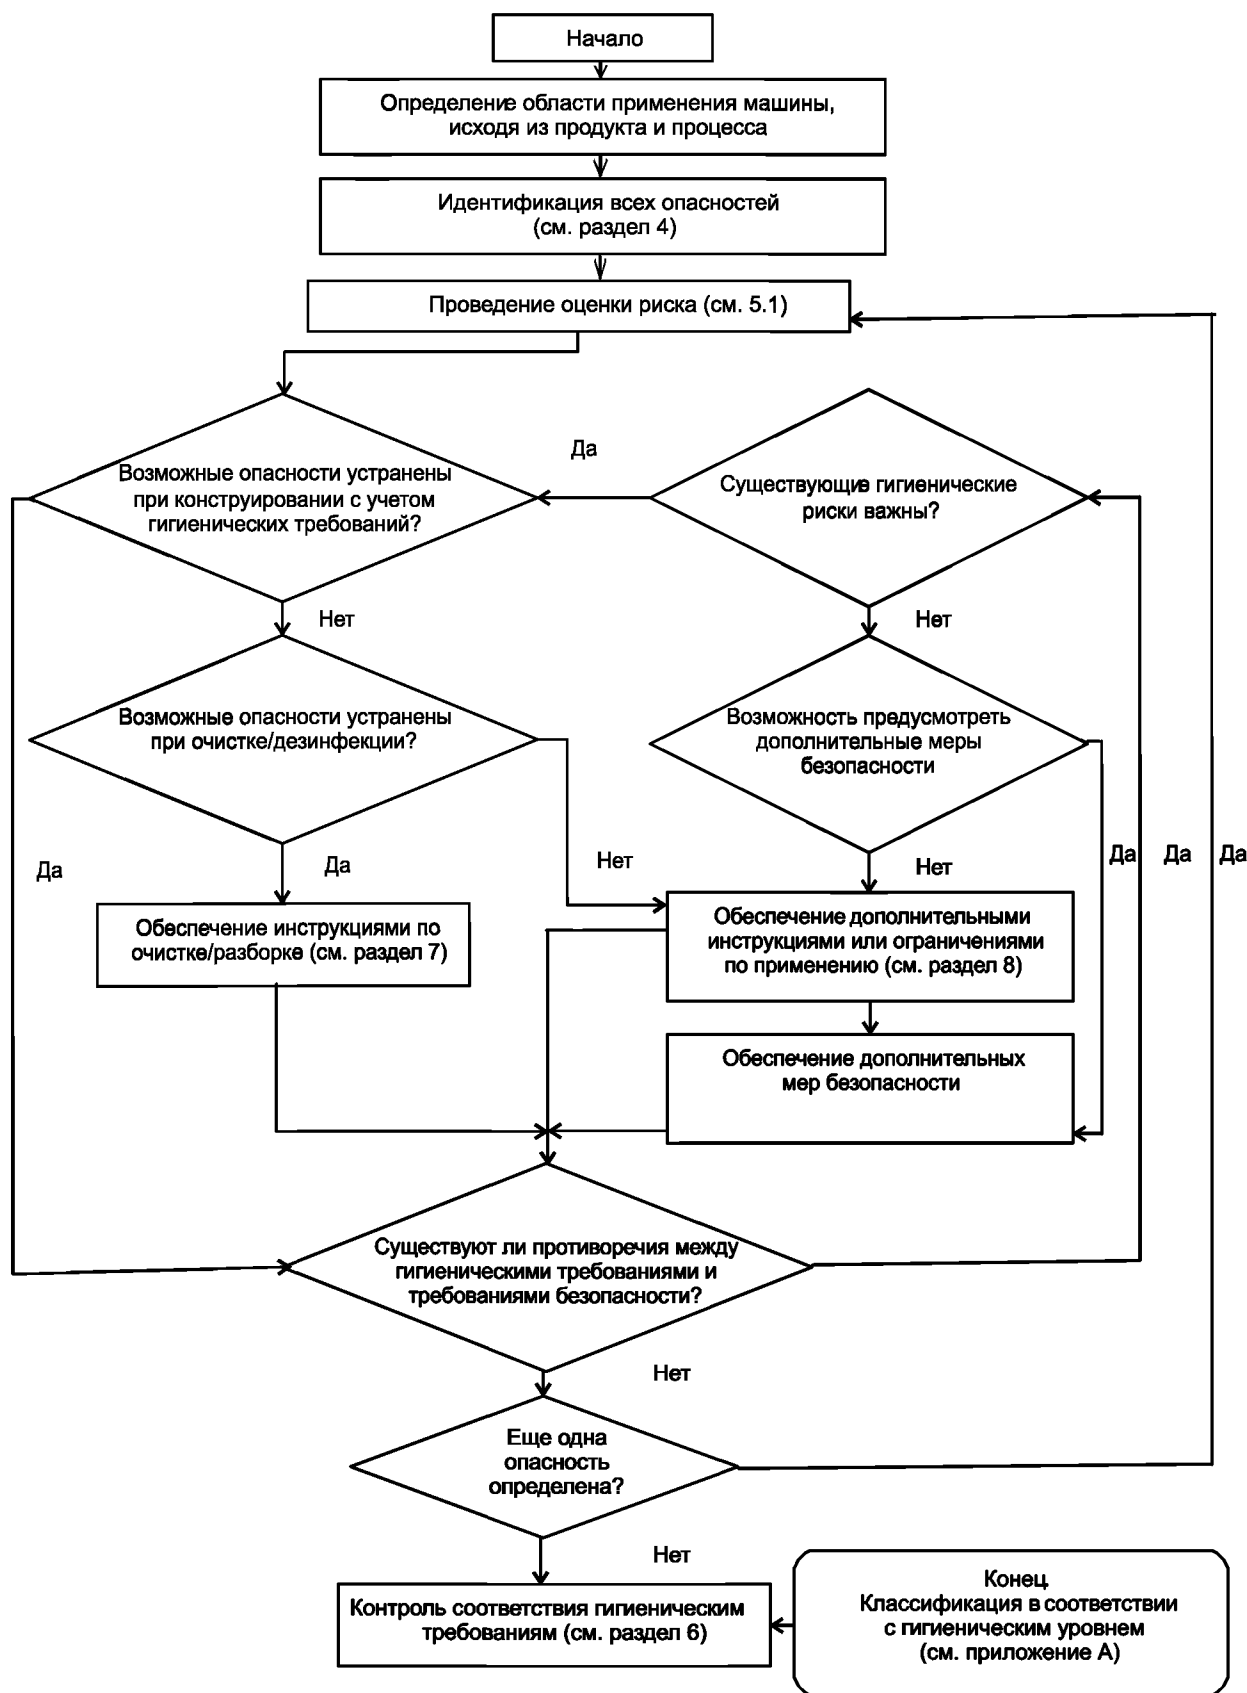 Начало
Определение области применения машины,
исходя из продукта и процесса
Идентификация всех опасностей
(см. раздел 4)
Проведение оценки риска (см. 5.1)
Возможные опасности устранены
при конструировании с учетом
гигиенических требований?
Да
Существующие гигиенические
риски важны?
Нет
Нет
Возможные опасности устранены
при очистке/дезинфекции?
Возможность предусмотреть
дополнительные меры
безопасности
Да
Да
Нет
Нет
Да
Да
Да
Обеспечение инструкциями по
очистке/разборке (см. раздел 7)
Обеспечение дополнительными
инструкциями или ограничениями
по применению (см. раздел 8)
Обеспечение дополнительных
мер безопасности
Существуют ли противоречия между
гигиеническими требованиями и
требованиями безопасности?
Нет
Еще одна
опасность
определена?
Нет
Контроль соответствия гигиеническим
требованиям (см. раздел 6)
Конец
Классификация в соответствии
с гигиеническим уровнем
(см. приложение А)